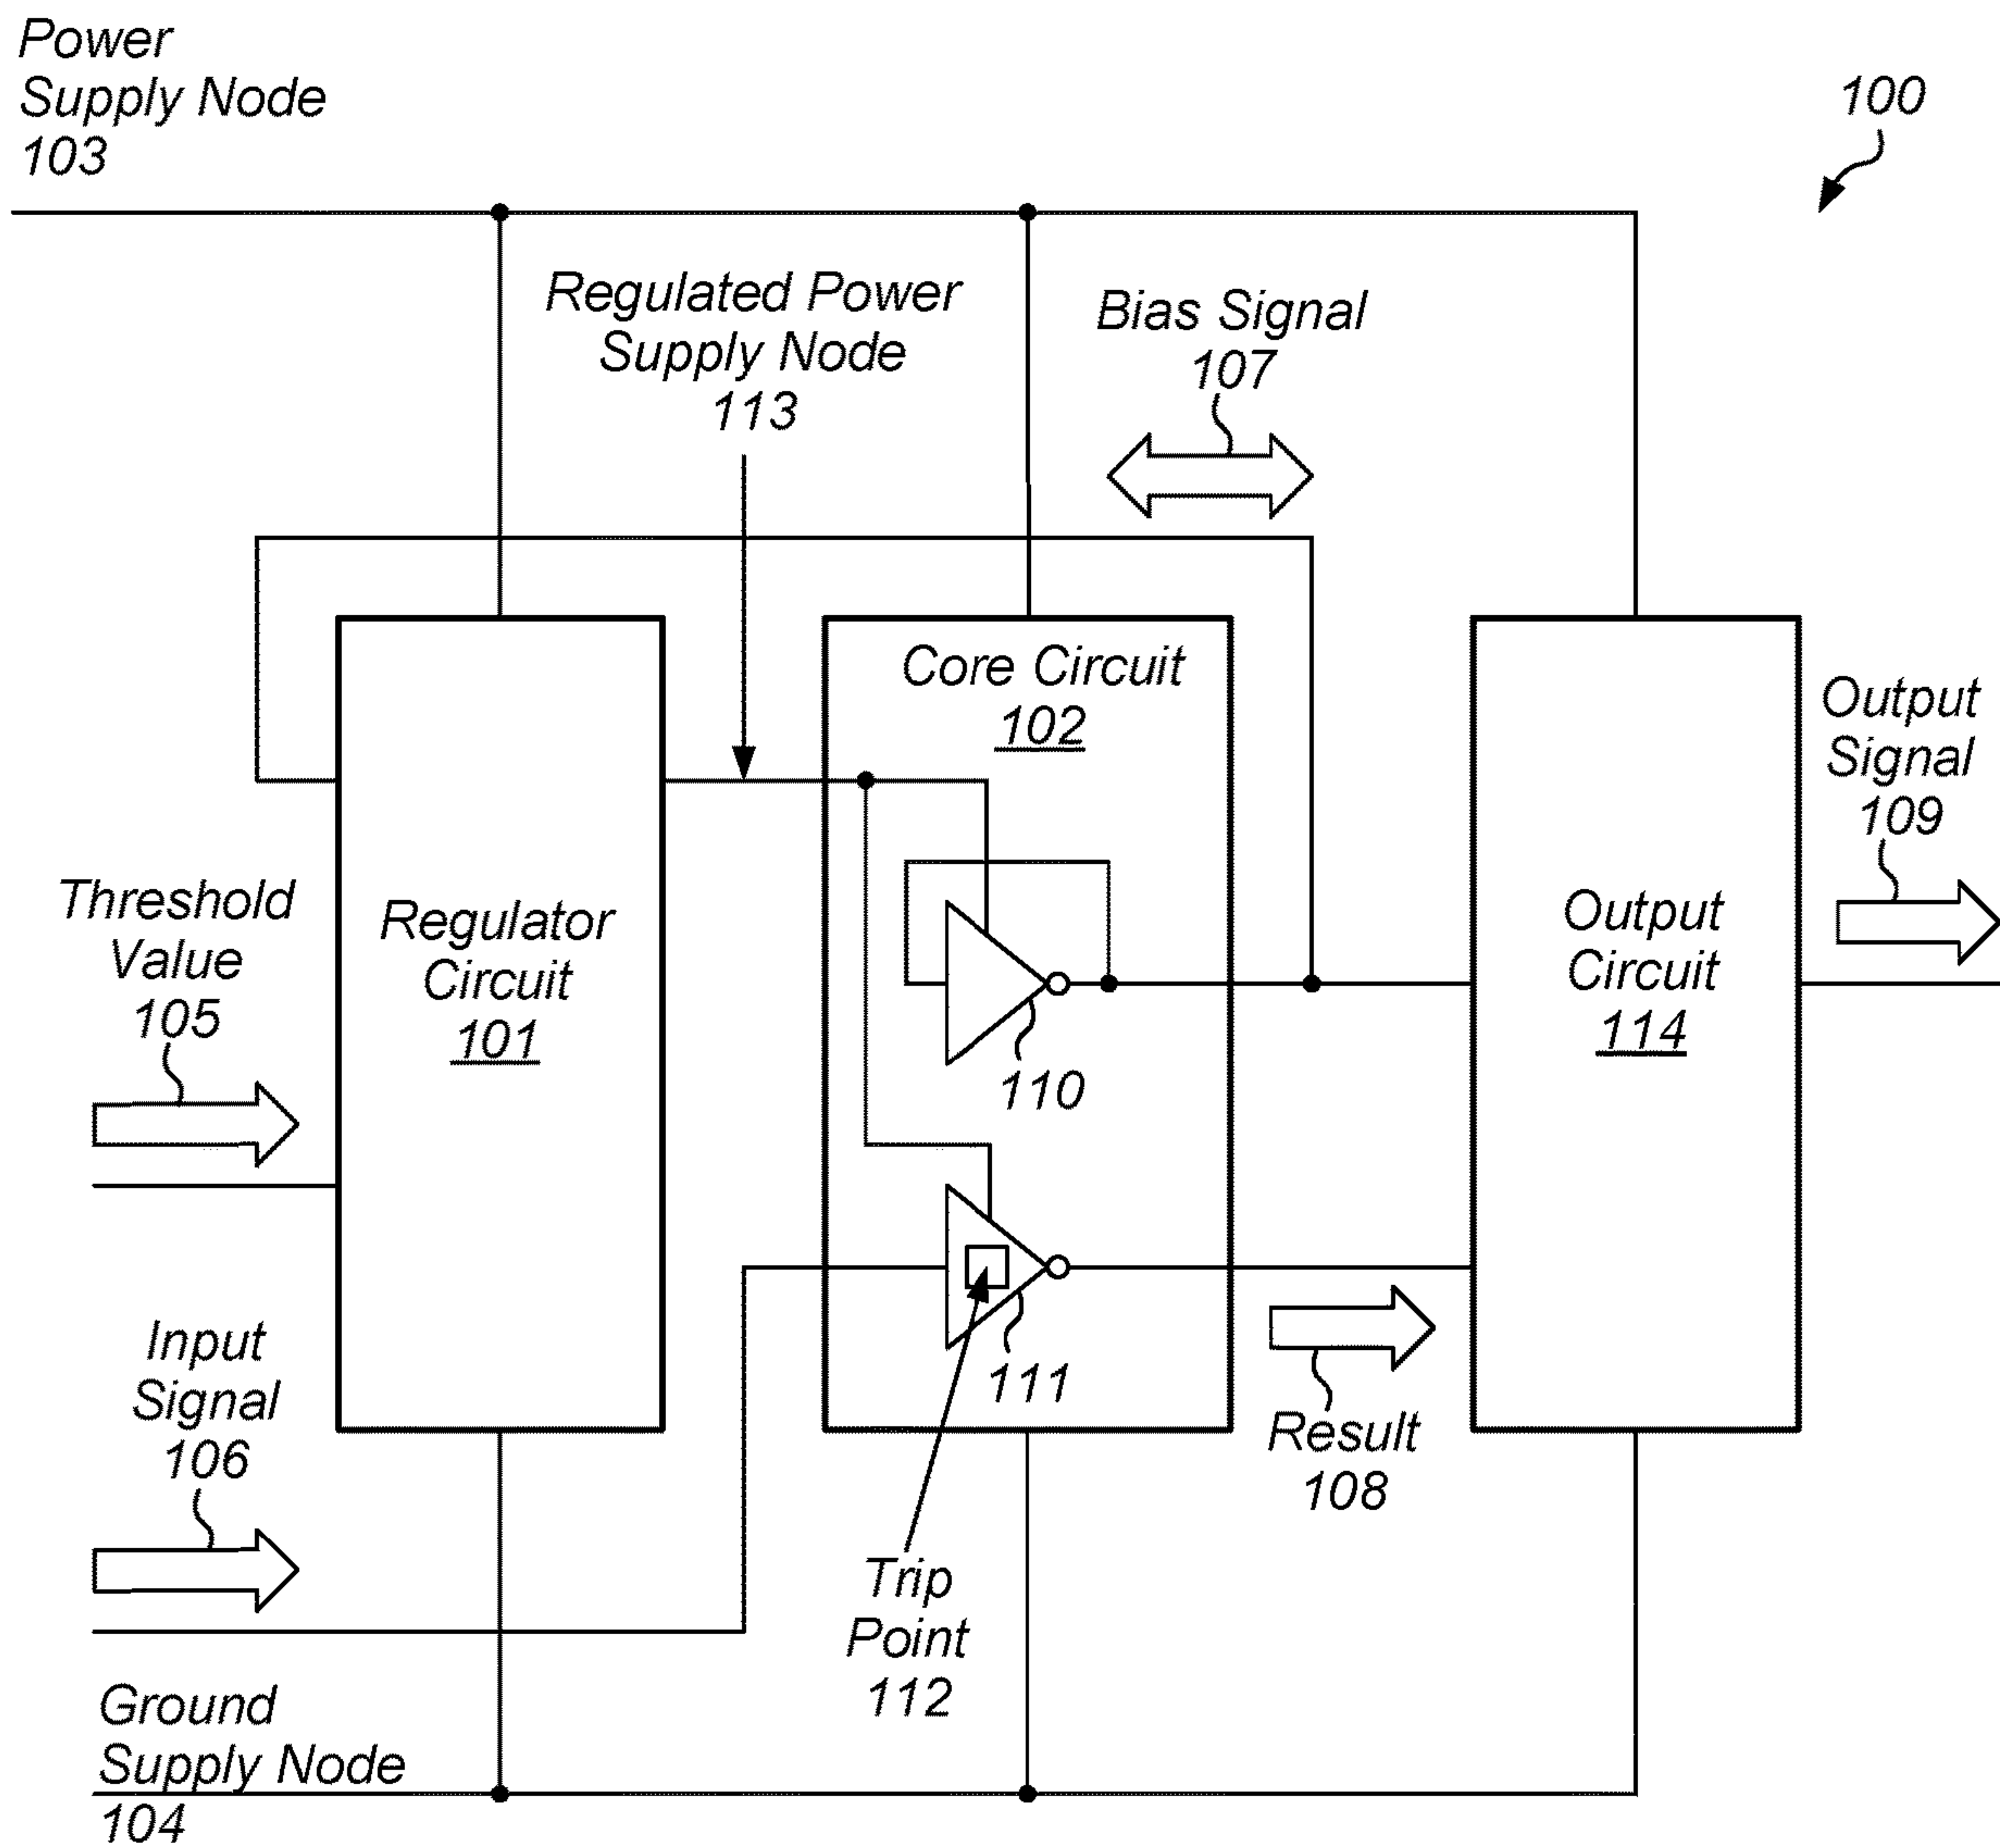 Power
Supply Node
103
100
Regulated Power
Supply Node
113
Bias Signal
107
Core Circuit
102
Output
Signal
109
Threshold
Value
105
Regulator
Circuit
101
Output
Circuit
114
110
111
Input
Signal
106
Result
108
Trip
Point
112
Ground
Supply Node
104